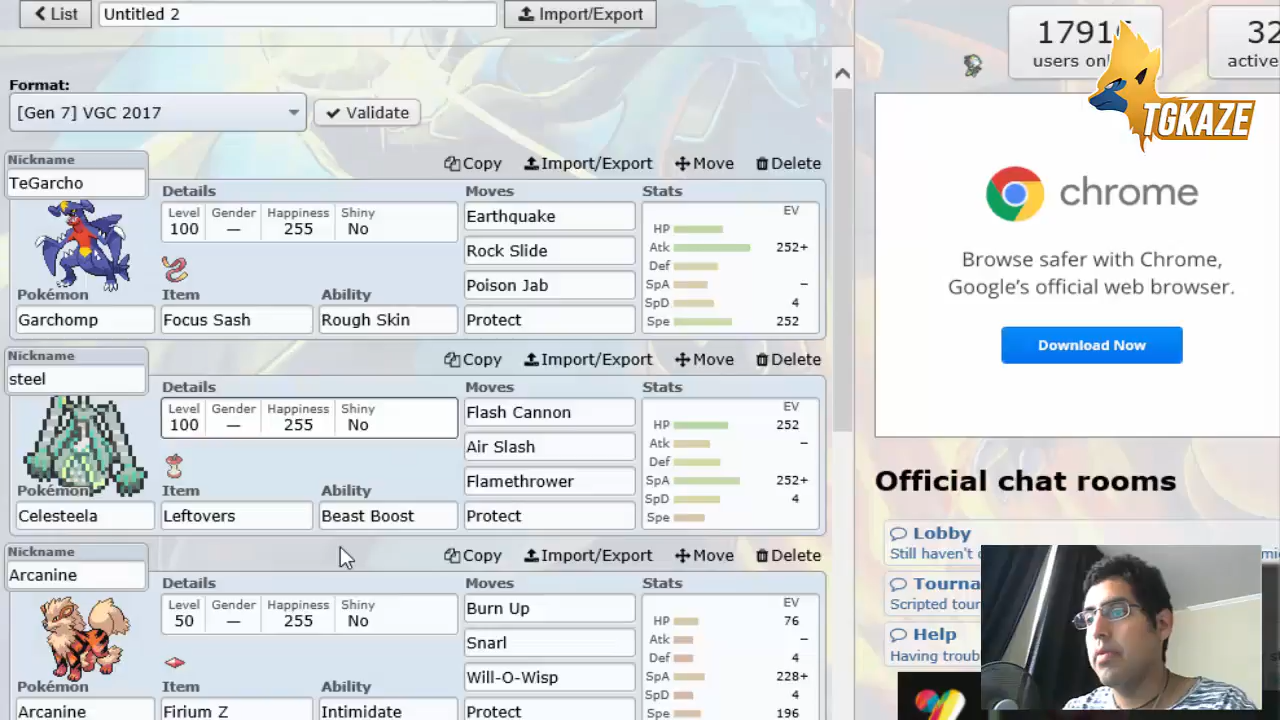 List
Untitled 2
Import/Export
Format:
[Gen 7] VGC 2017
Validate
Nickname
TeGarcho
Copy Import/Export Move Delete
Details
Level Gender Happiness Shiny
100 — 255 No
Moves
Earthquake
Rock Slide
Poison Jab
Protect
Stats
EV
HP
Atk 252+
Def
SpA –
SpD 4
Spe 252
Pokémon Item Ability
Garchomp Focus Sash Rough Skin
Nickname
steel
Copy Import/Export Move Delete
Details
Level Gender Happiness Shiny
100 — 255 No
Moves
Flash Cannon
Air Slash
Flamethrower
Protect
Stats
EV
HP 252
Atk –
Def
SpA 252+
SpD 4
Spe
Pokémon Item Ability
Celesteela Leftovers Beast Boost
Nickname
Arcanine
Copy Import/Export Move Delete
Details
Level Gender Happiness Shiny
50 — 255 No
Moves
Burn Up
Snarl
Will-O-Wisp
Protect
Stats
EV
HP 76
Atk –
Def 4
SpA 228+
SpD 4
Spe 196
Pokémon Item Ability
Arcanine Firium Z Intimidate
users
active
TGKAZE
chrome
Browse safer with Chrome,
Google's official web browser.
Download Now
Official chat rooms
Lobby
Still haven't
Tourna
Scripted tour
Help
Having troub